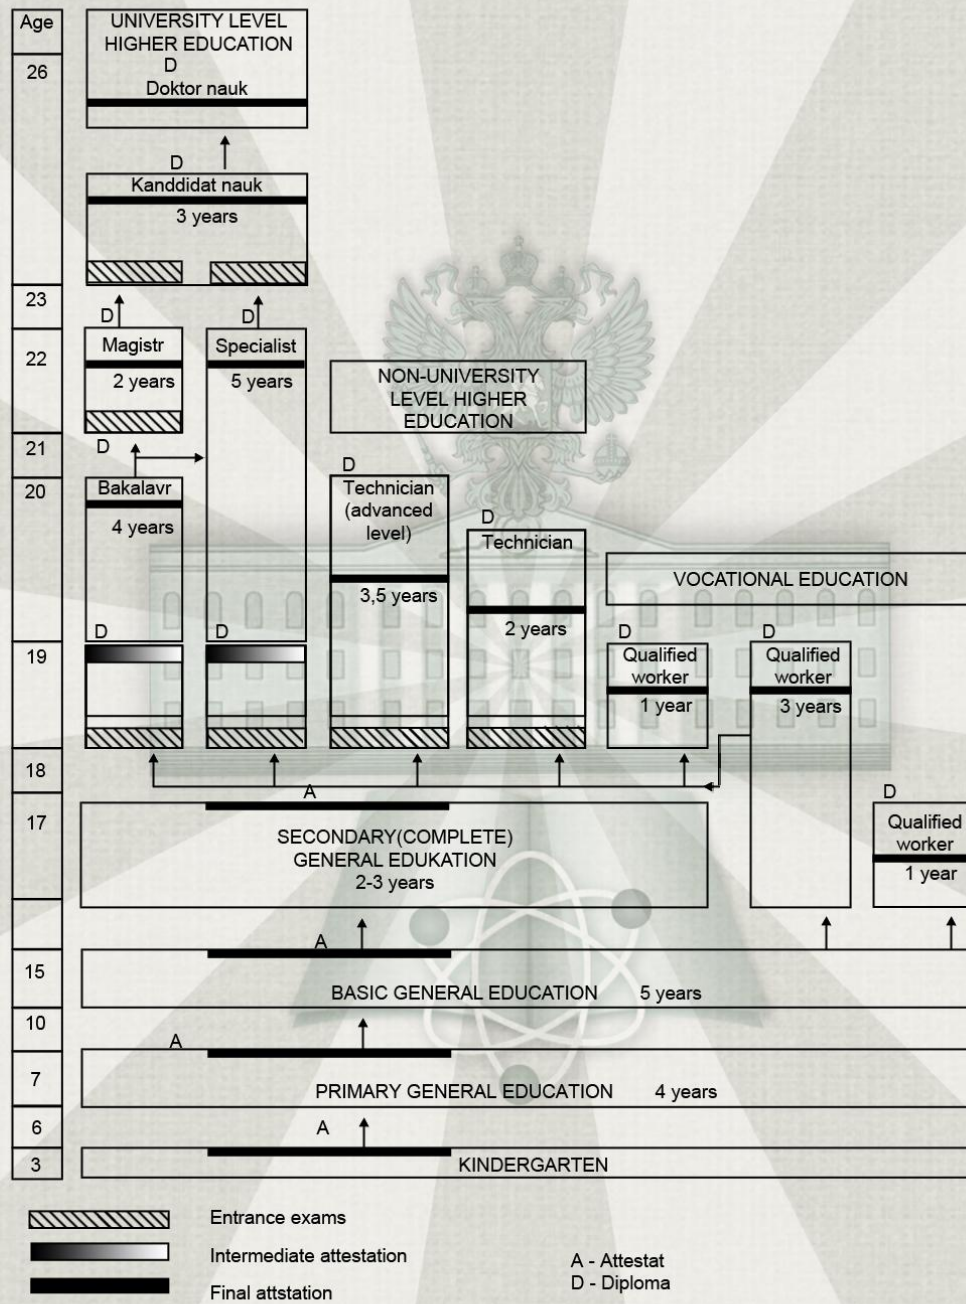 Age
UNIVERSITY LEVEL
HIGHER EDUCATION
D
Doktor nauk
26
D
Kanddidat nauk
3 years
23
D
D
Magistr
Specialist
22
2 years
5 years
NON-UNIVERSITY
LEVEL HIGHER
EDUCATION
21
D
20
Bakalavr
4 years
D
Technician
(advanced
level)
3,5 years
D
Technician
2 years
VOCATIONAL EDUCATION
19
D
D
D
Qualified
worker
1 year
D
Qualified
worker
3 years
18
A
17
SECONDARY(COMPLETE)
GENERAL EDUKATION
2-3 years
D
Qualified
worker
1 year
A
15
BASIC GENERAL EDUCATION 5 years
10
A
7
PRIMARY GENERAL EDUCATION 4 years
6
A
3
KINDERGARTEN
Entrance exams
Intermediate attestation
Final attstation
A - Attestat
D - Diploma